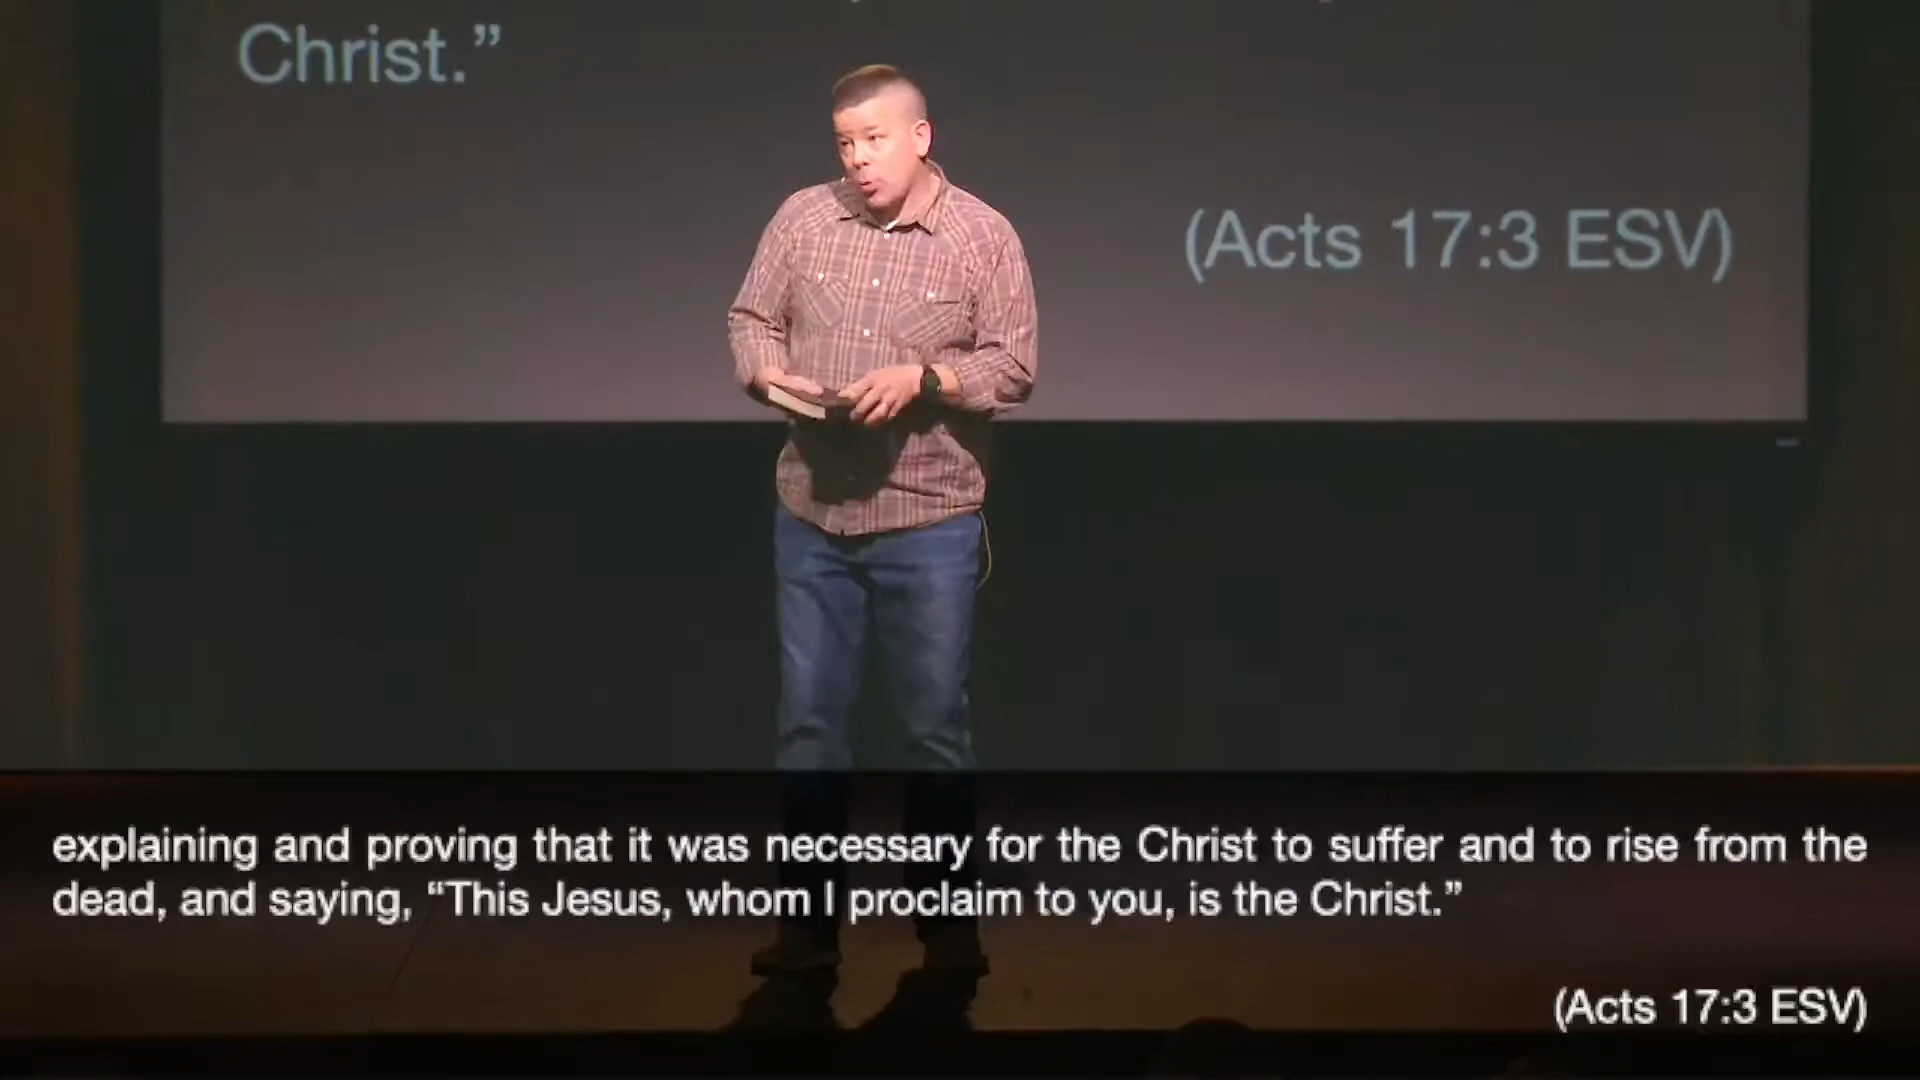 Christ.”
(Acts 17:3 ESV)
explaining and proving that it was necessary for the Christ to suffer and to rise from the
dead, and saying, “This Jesus, whom I proclaim to you, is the Christ.”
(Acts 17:3 ESV)